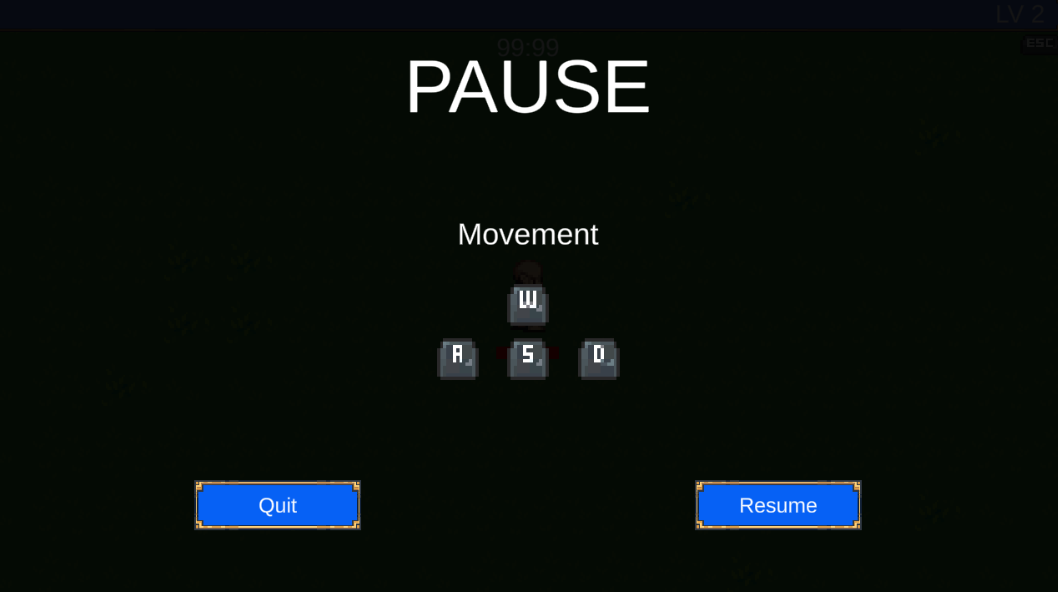 LV 2
99:99
ESC
PAUSE
Movement
W
A S D
Quit Resume